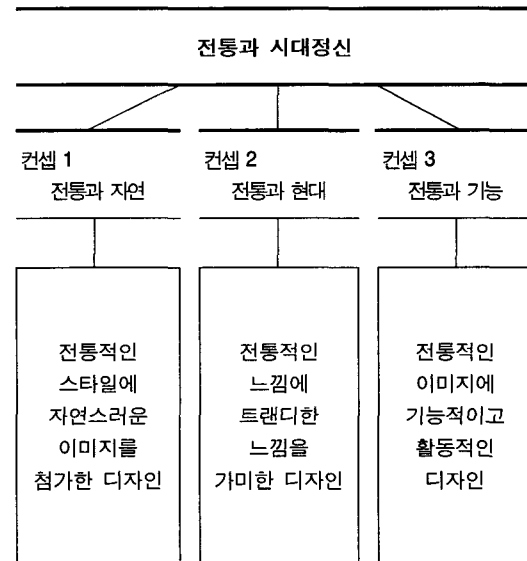 전통과 시대정신
컨셉 1
전통과 자연
컨셉 2
전통과 현대
컨셉 3
전통과 기능
전통적인
스타일에
자연스러운
이미지를
첨가한 디자인
전통적인
느낌에
트랜디한
느낌을
가미한 디자인
전통적인
이미지에
기능적이고
활동적인
디자인